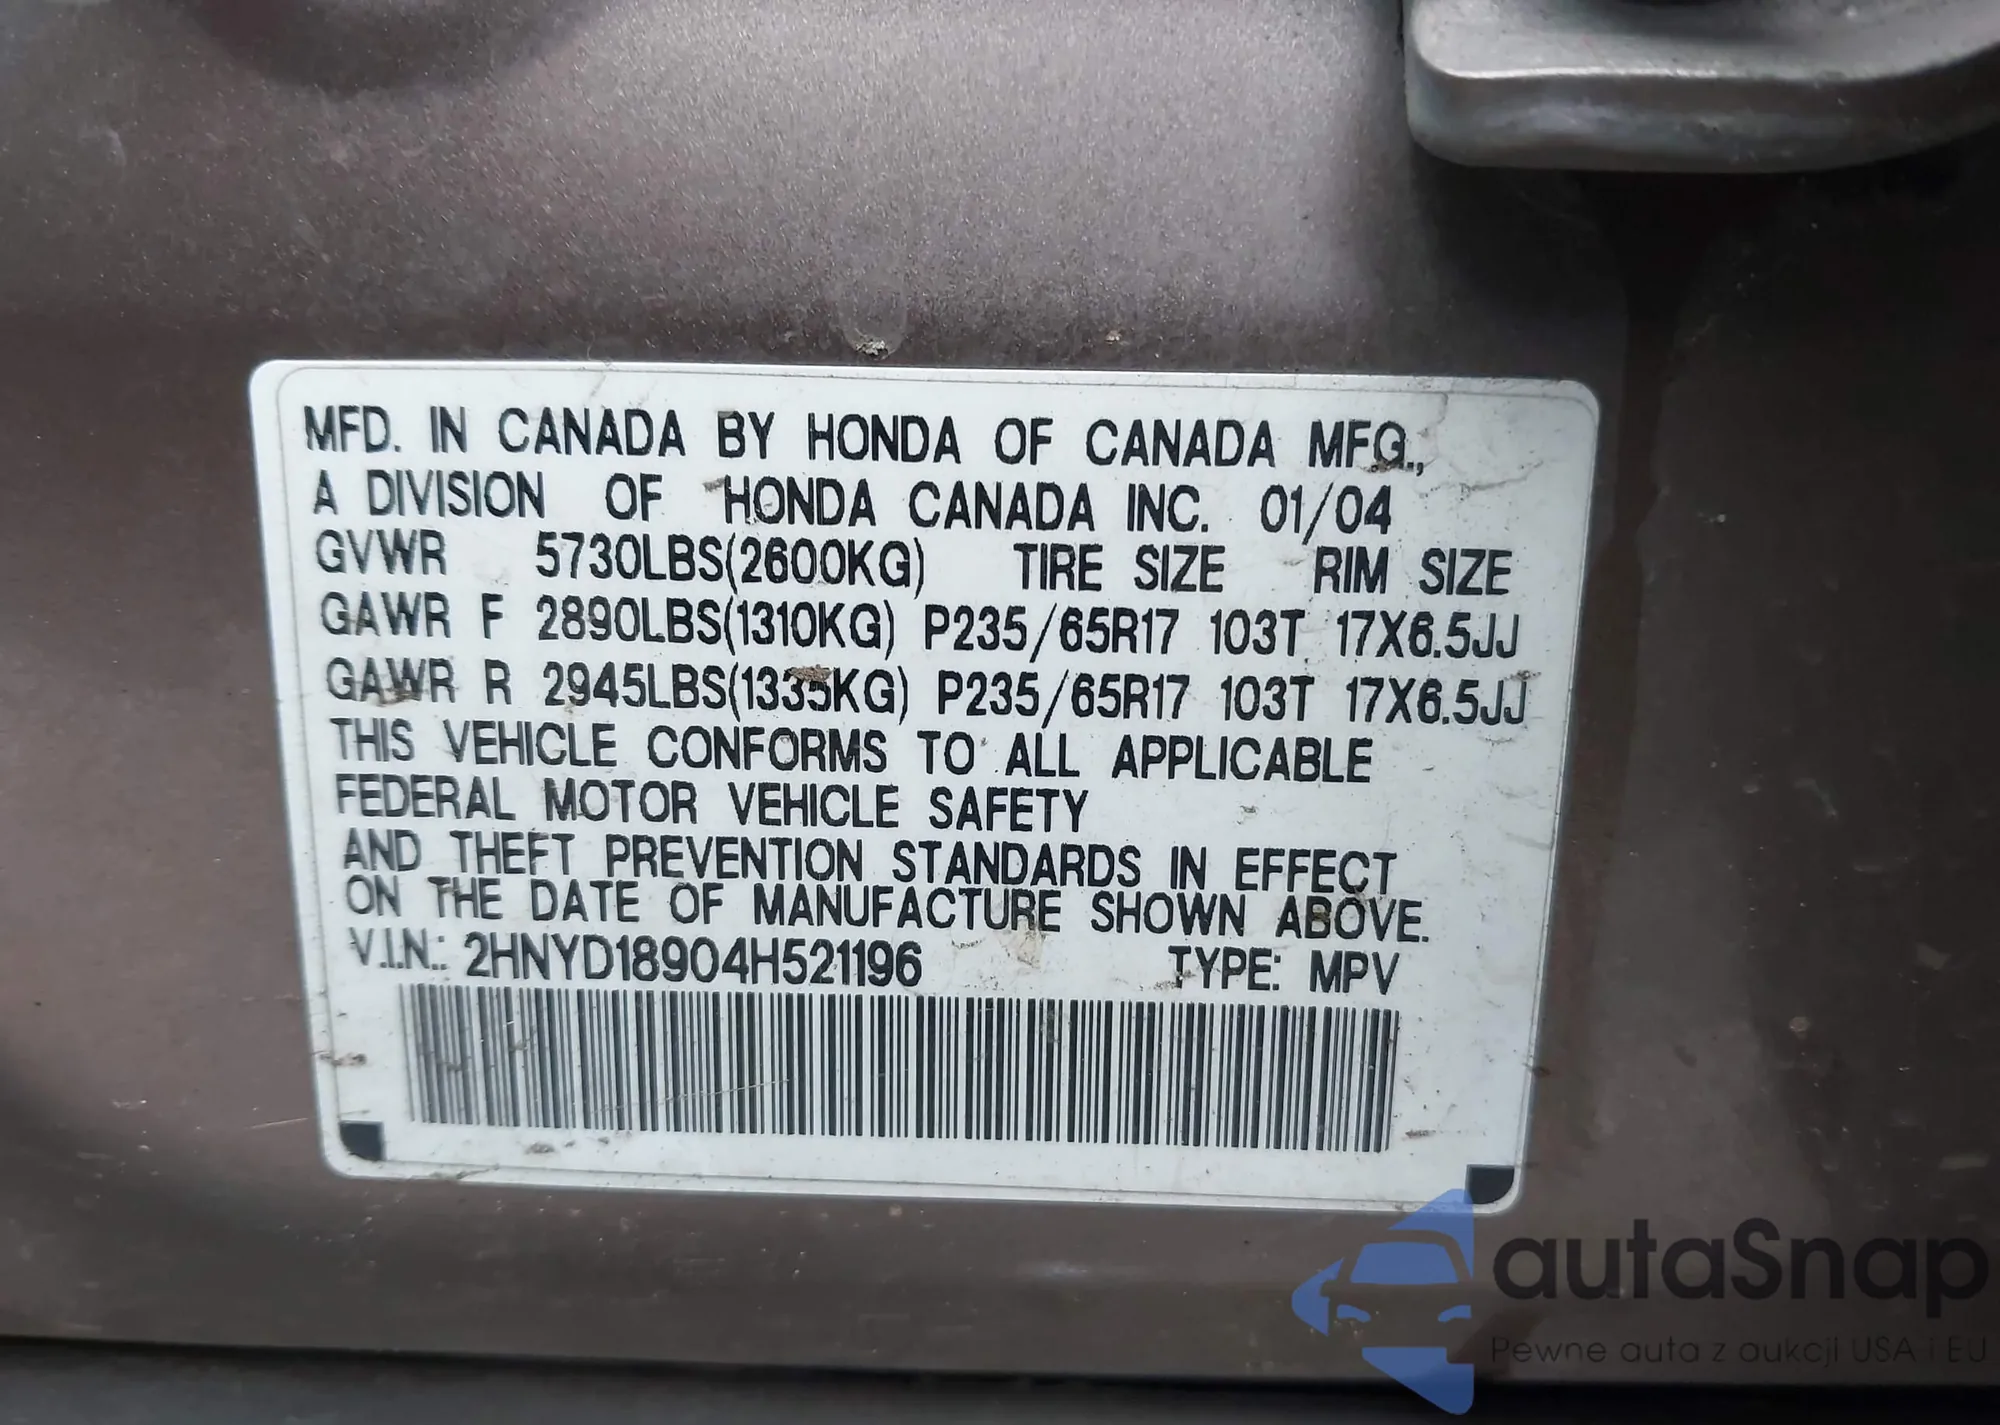 MFD. IN CANADA BY HONDA OF CANADA MFG.,
A DIVISION OF HONDA CANADA INC. 01/04
GVWR 5730LBS(2600KG) TIRE SIZE RIM SIZE
GAWR F 2890LBS(1310KG) P235/65R17 103T 17X6.5JJ
GAWR R 2945LBS(1335KG) P235/65R17 103T 17X6.5JJ
THIS VEHICLE CONFORMS TO ALL APPLICABLE
FEDERAL MOTOR VEHICLE SAFETY
AND THEFT PREVENTION STANDARDS IN EFFECT
ON THE DATE OF MANUFACTURE SHOWN ABOVE.
V.I.N.: 2HNYD18904H521196 TYPE: MPV
autaSnap
Pewne auta z aukcji USA i EU